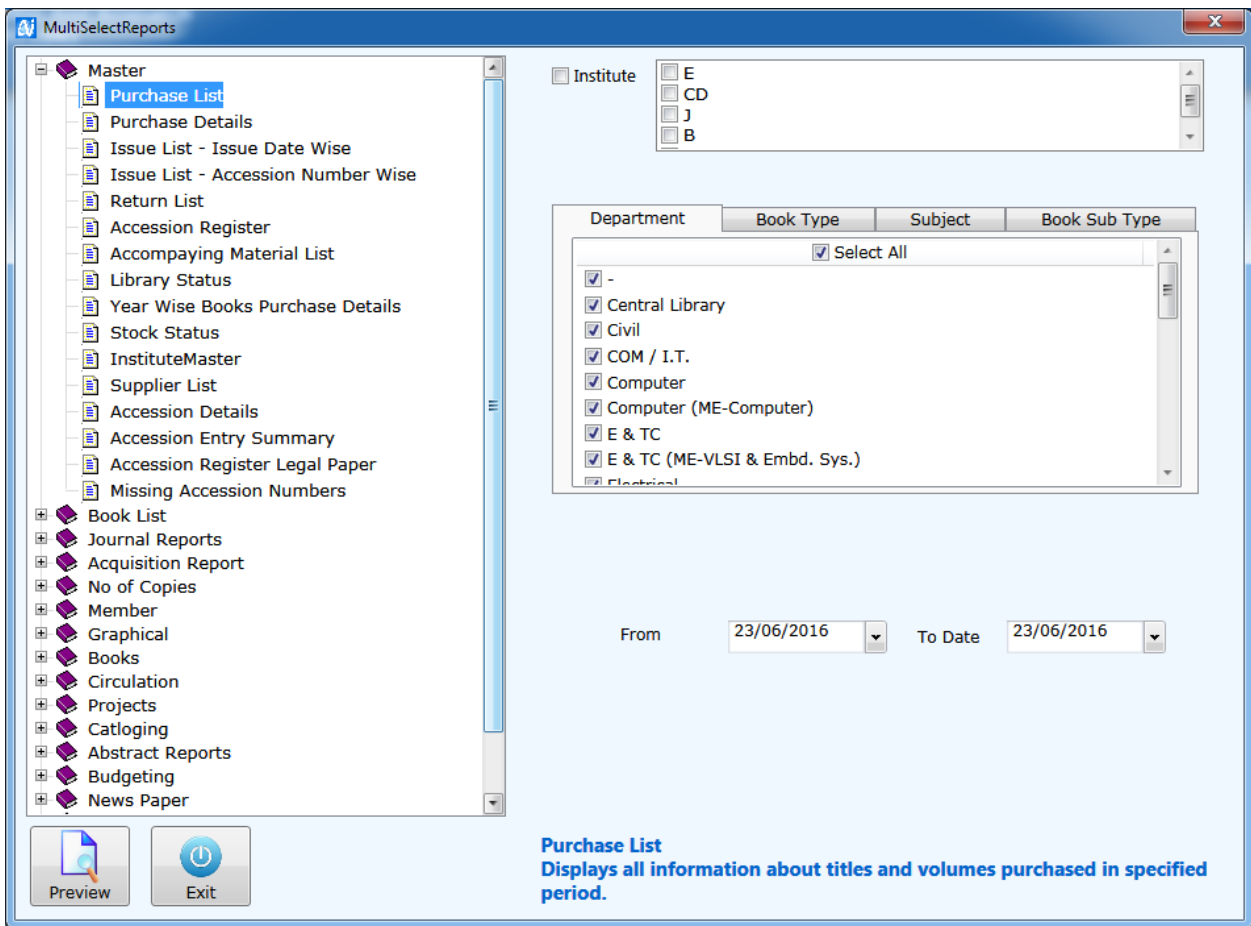 MultiSelectReports
Master
Purchase List
Purchase Details
Issue List - Issue Date Wise
Issue List - Accession Number Wise
Return List
Accession Register
Accompaying Material List
Library Status
Year Wise Books Purchase Details
Stock Status
InstituteMaster
Supplier List
Accession Details
Accession Entry Summary
Accession Register Legal Paper
Missing Accession Numbers
Book List
Journal Reports
Acquisition Report
No of Copies
Member
Graphical
Books
Circulation
Projects
Catloging
Abstract Reports
Budgeting
News Paper
Preview
Exit
Institute
E
CD
J
B
Department Book Type Subject Book Sub Type
Select All
-
Central Library
Civil
COM / I.T.
Computer
Computer (ME-Computer)
E & TC
E & TC (ME-VLSI & Embd. Sys.)
Electrical
From 23/06/2016 To Date 23/06/2016
Purchase List
Displays all information about titles and volumes purchased in specified
period.